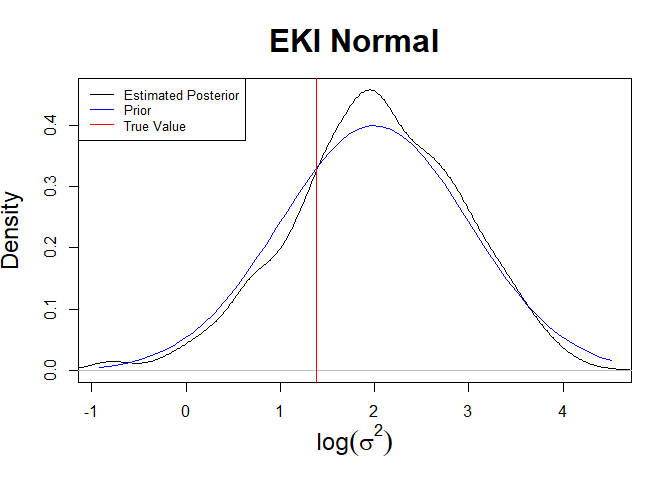 EKI Normal
Estimated Posterior
Prior
True Value
Density
0.4
0.3
0.2
0.1
0.0
-1 0 1 2 3 4
log(σ²)